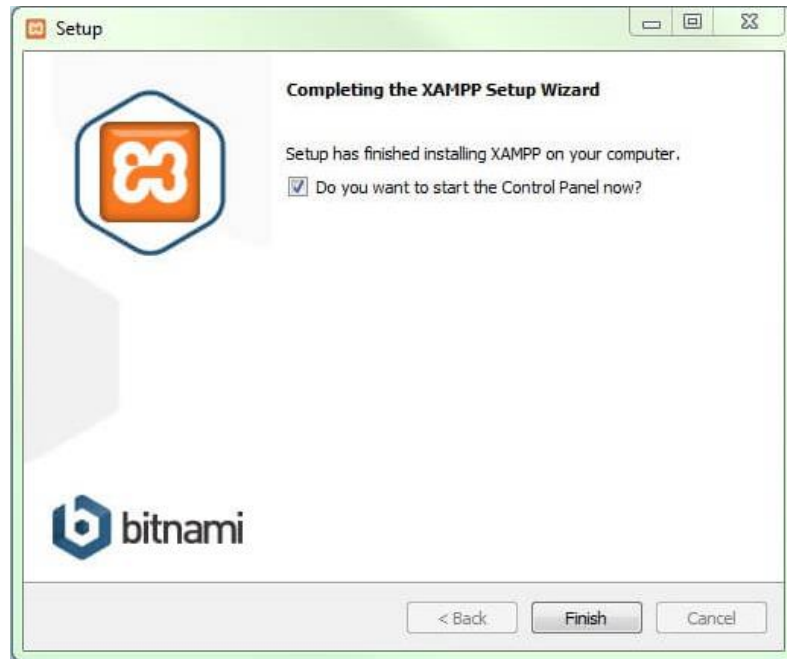 Setup
Completing the XAMPP Setup Wizard
Setup has finished installing XAMPP on your computer.
Do you want to start the Control Panel now?
bitnami
< Back
Finish
Cancel